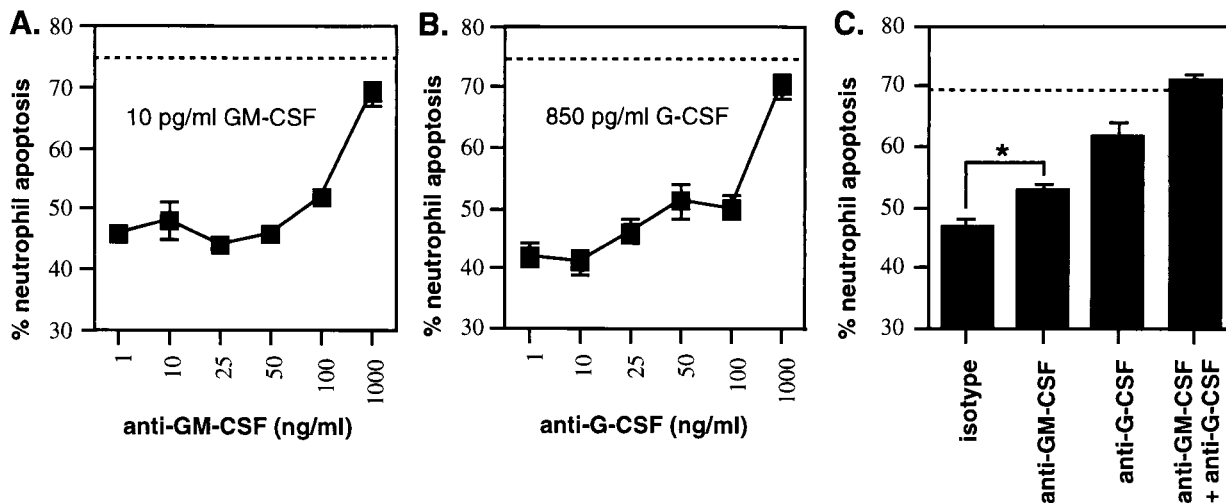 A.
% neutrophil apoptosis
80
70
60
50
40
30
10 pg/ml GM-CSF
1
10
25
50
100
1000
anti-GM-CSF (ng/ml)
B.
% neutrophil apoptosis
80
70
60
50
40
30
850 pg/ml G-CSF
1
10
25
50
100
1000
anti-G-CSF (ng/ml)
C.
% neutrophil apoptosis
80
70
60
50
40
30
*
isotype
anti-GM-CSF
anti-G-CSF
anti-GM-CSF
+ anti-G-CSF